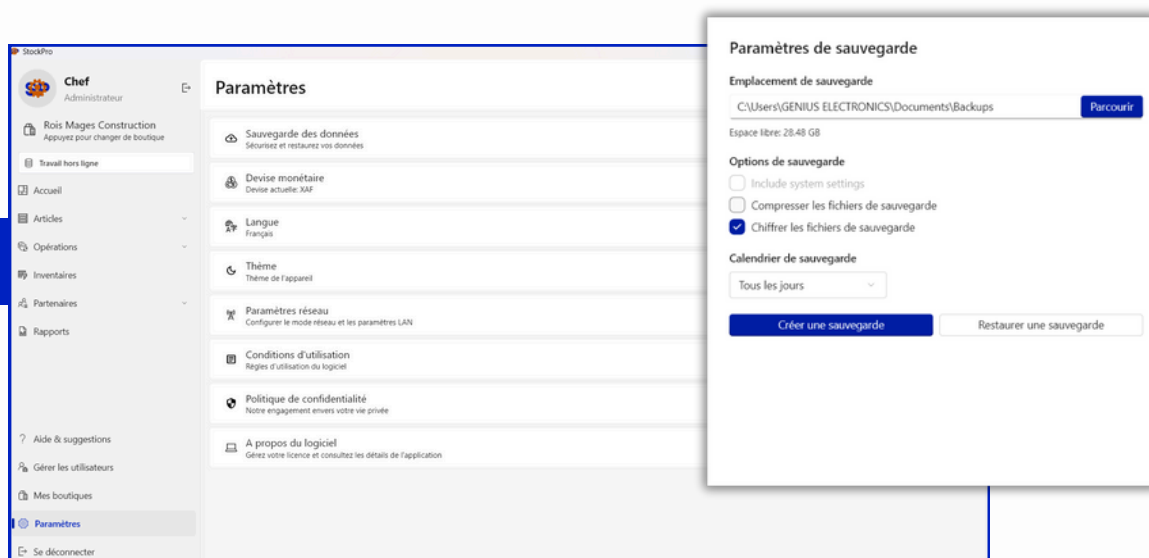 StockPro
Chef
Administrateur
Rois Mages Construction
Appuyez pour changer de boutique
Travail hors ligne
Accueil
Articles
Opérations
Inventaires
Partenaires
Rapports
Aide & suggestions
Gérer les utilisateurs
Mes boutiques
Paramètres
Se déconnecter
Paramètres
Sauvegarde des données
Sécurisez et restaurez vos données
Devise monétaire
Devise actuelle: XAF
Langue
Français
Thème
Thème de l'appareil
Paramètres réseau
Configurer le mode réseau et les paramètres LAN
Conditions d'utilisation
Règles d'utilisation du logiciel
Politique de confidentialité
Notre engagement envers votre vie privée
A propos du logiciel
Gérez votre licence et consultez les détails de l'application
Paramètres de sauvegarde
Emplacement de sauvegarde
C:\Users\GENIUS ELECTRONICS\Documents\Backups
Parcourir
Espace libre: 28.48 GB
Options de sauvegarde
Include system settings
Compresser les fichiers de sauvegarde
Chiffrer les fichiers de sauvegarde
Calendrier de sauvegarde
Tous les jours
Créer une sauvegarde
Restaurer une sauvegarde